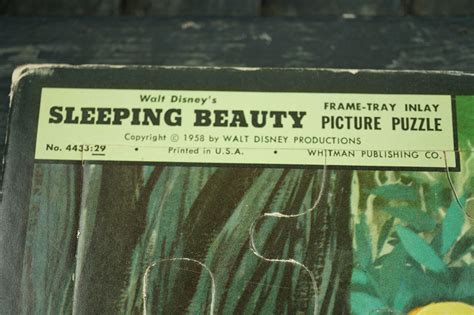 Walt Disney's
SLEEPING BEAUTY FRAME-TRAY INLAY PICTURE PUZZLE
Copyright © 1958 by WALT DISNEY PRODUCTIONS
No. 4433:29 • Printed in U.S.A. • WHITMAN PUBLISHING CO.